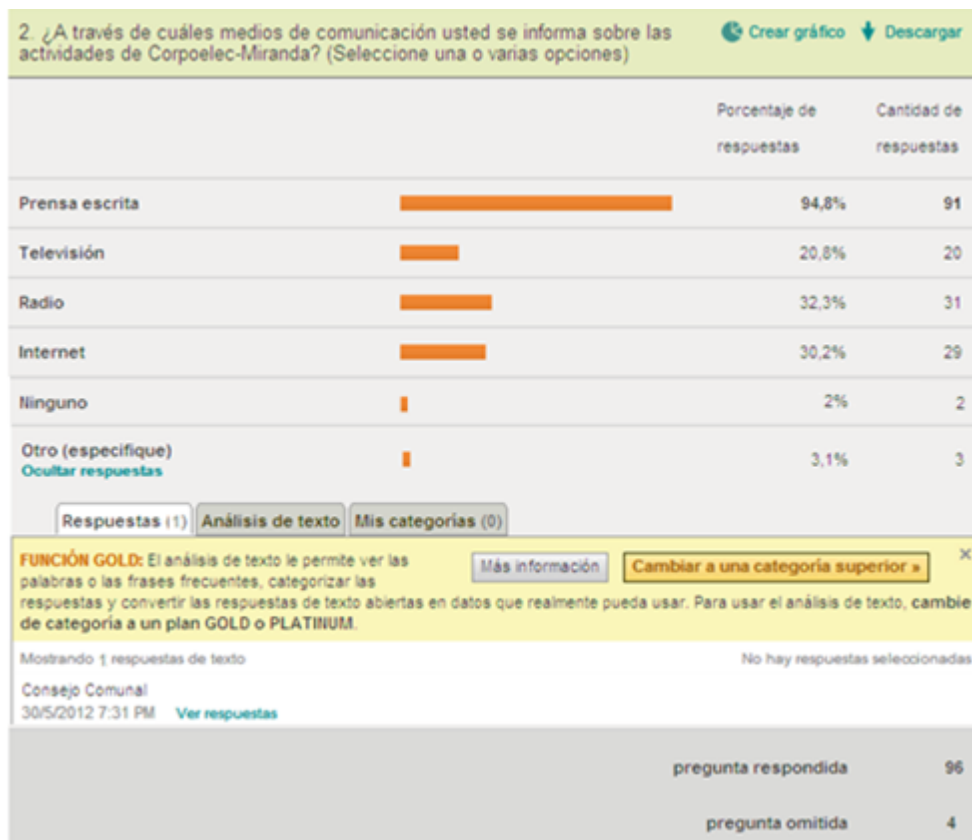 2. ¿A través de cuáles medios de comunicación usted se informa sobre las
actividades de Corpoelec-Miranda? (Seleccione una o varias opciones)
Crear gráfico Descargar
Porcentaje de Cantidad de
respuestas respuestas
Prensa escrita 94,8% 91
Televisión 20,8% 20
Radio 32,3% 31
Internet 30,2% 29
Ninguno 2% 2
Otro (especifique) 3,1% 3
Ocultar respuestas
Respuestas (1) Análisis de texto Mis categorías (0)
FUNCIÓN GOLD: El análisis de texto le permite ver las
palabras o las frases frecuentes, categorizar las
Más información Cambiar a una categoría superior » ×
respuestas y convertir las respuestas de texto abiertas en datos que realmente pueda usar. Para usar el análisis de texto, cambie
de categoría a un plan GOLD o PLATINUM.
Mostrando 1 respuestas de texto No hay respuestas seleccionadas
Consejo Comunal
30/5/2012 7:31 PM Ver respuestas
pregunta respondida 96
pregunta omitida 4